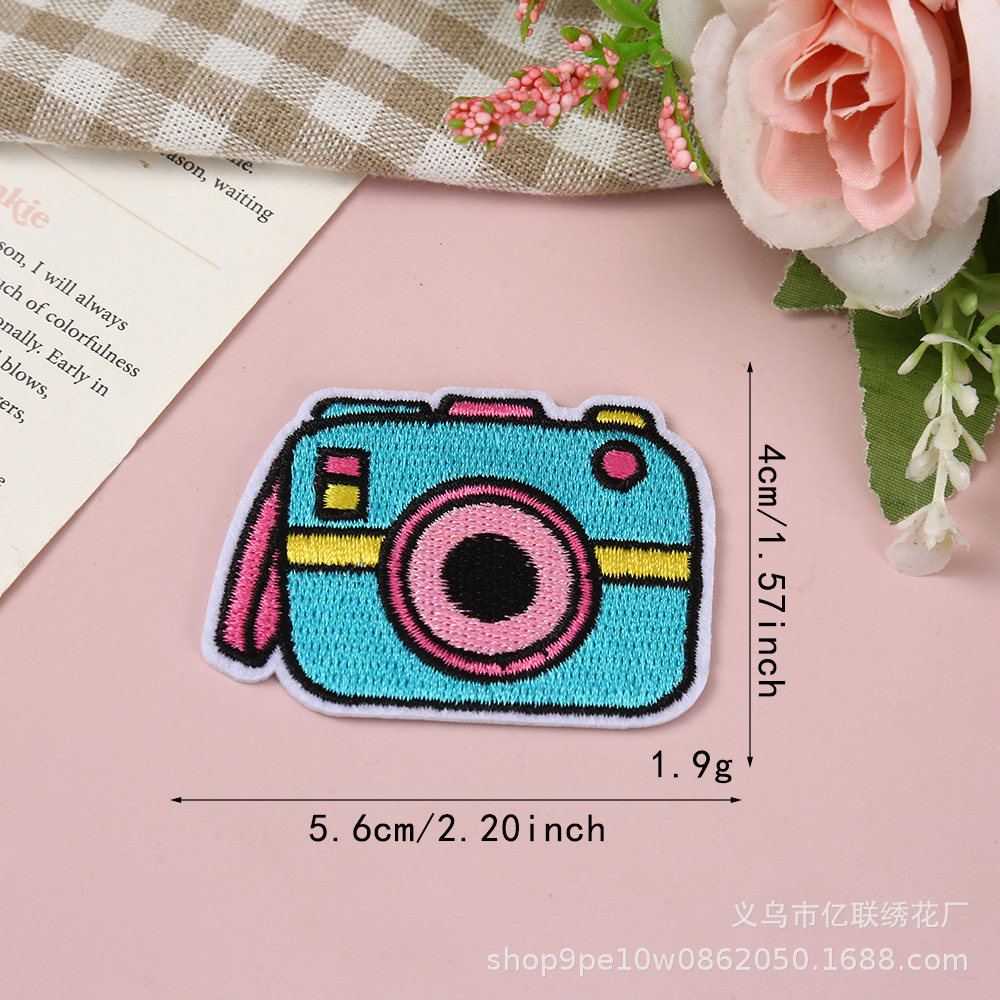 ason, waiting
nkie
son, I will always
uch of colorfulness
onally. Early in
blows,
ers,
4cm/1.57inch
1.9g
5.6cm/2.20inch
义乌市亿联绣花厂
shop9pe10w0862050.1688.com